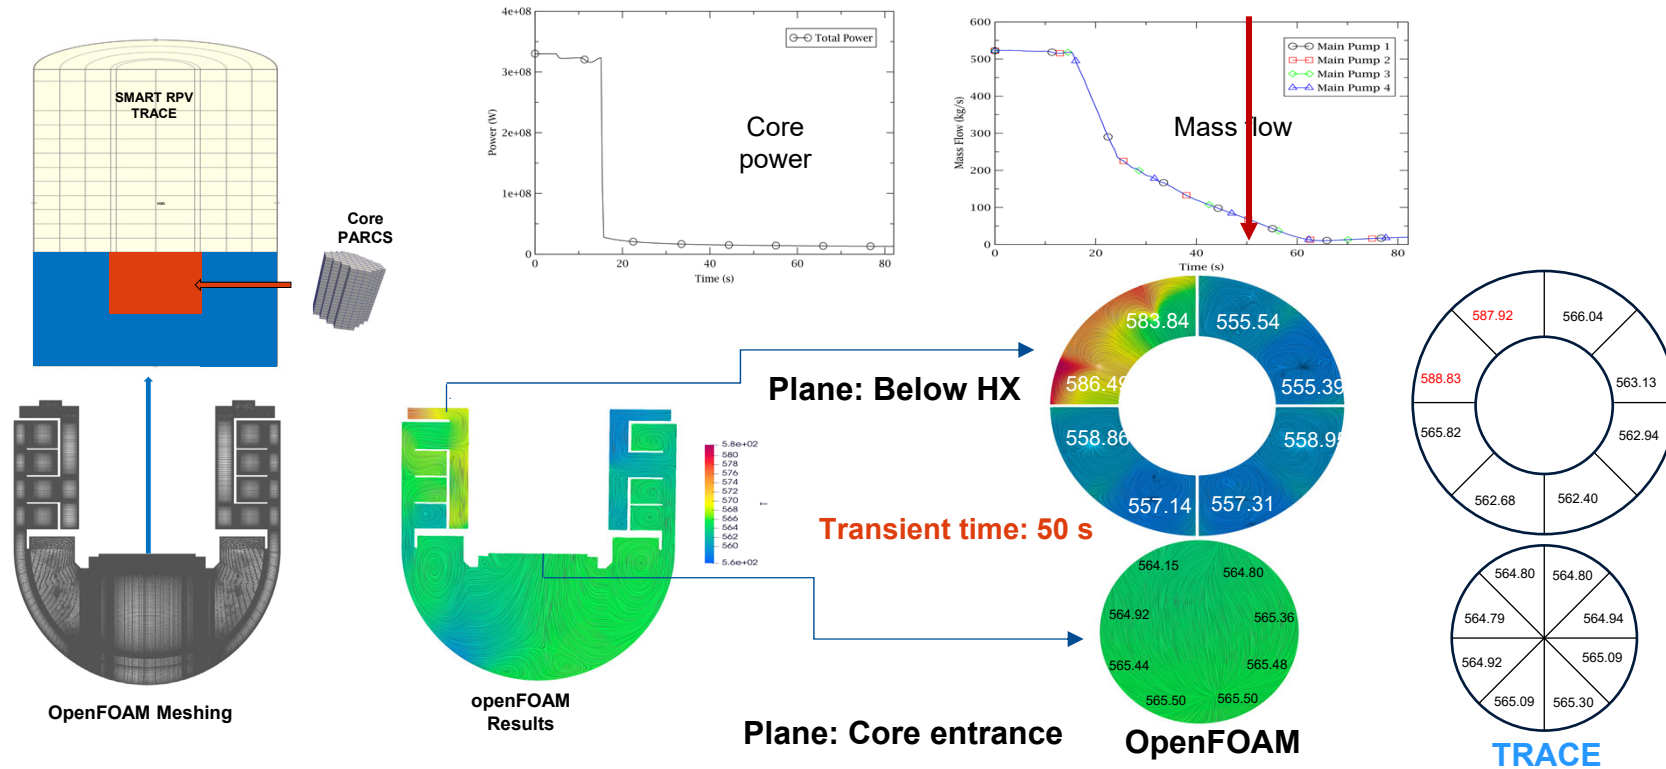 SMART RPV
TRACE
Core
PARCS
OpenFOAM Meshing
4e+08
3e+08
2e+08
1e+08
0
Power (W)
0
20
40
60
80
Time (s)
Total Power
Core
power
600
500
400
300
200
100
0
Mass Flow (kg/s)
0
20
40
60
80
Time (s)
Main Pump 1
Main Pump 2
Main Pump 3
Main Pump 4
Mass flow
Plane: Below HX
583.84
555.54
586.49
555.39
558.86
558.95
557.14
557.31
587.92
566.04
588.83
563.13
565.82
562.94
562.68
562.40
5.8e+02
580
578
576
574
572
570
568
566
564
562
560
5.6e+02
T
Transient time: 50 s
openFOAM
Results
564.15
564.80
564.92
565.36
565.44
565.48
565.50
565.50
564.80
564.80
564.79
564.94
564.92
565.09
565.09
565.30
Plane: Core entrance
OpenFOAM
TRACE